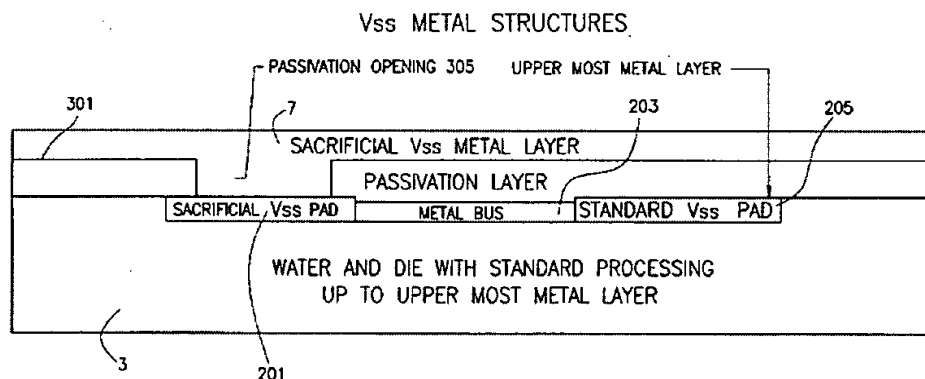 Vss METAL STRUCTURES
PASSIVATION OPENING 305
UPPER MOST METAL LAYER
301
7
203
205
SACRIFICIAL Vss METAL LAYER
PASSIVATION LAYER
SACRIFICIAL Vss PAD
METAL BUS
STANDARD Vss PAD
WATER AND DIE WITH STANDARD PROCESSING
UP TO UPPER MOST METAL LAYER
3
201